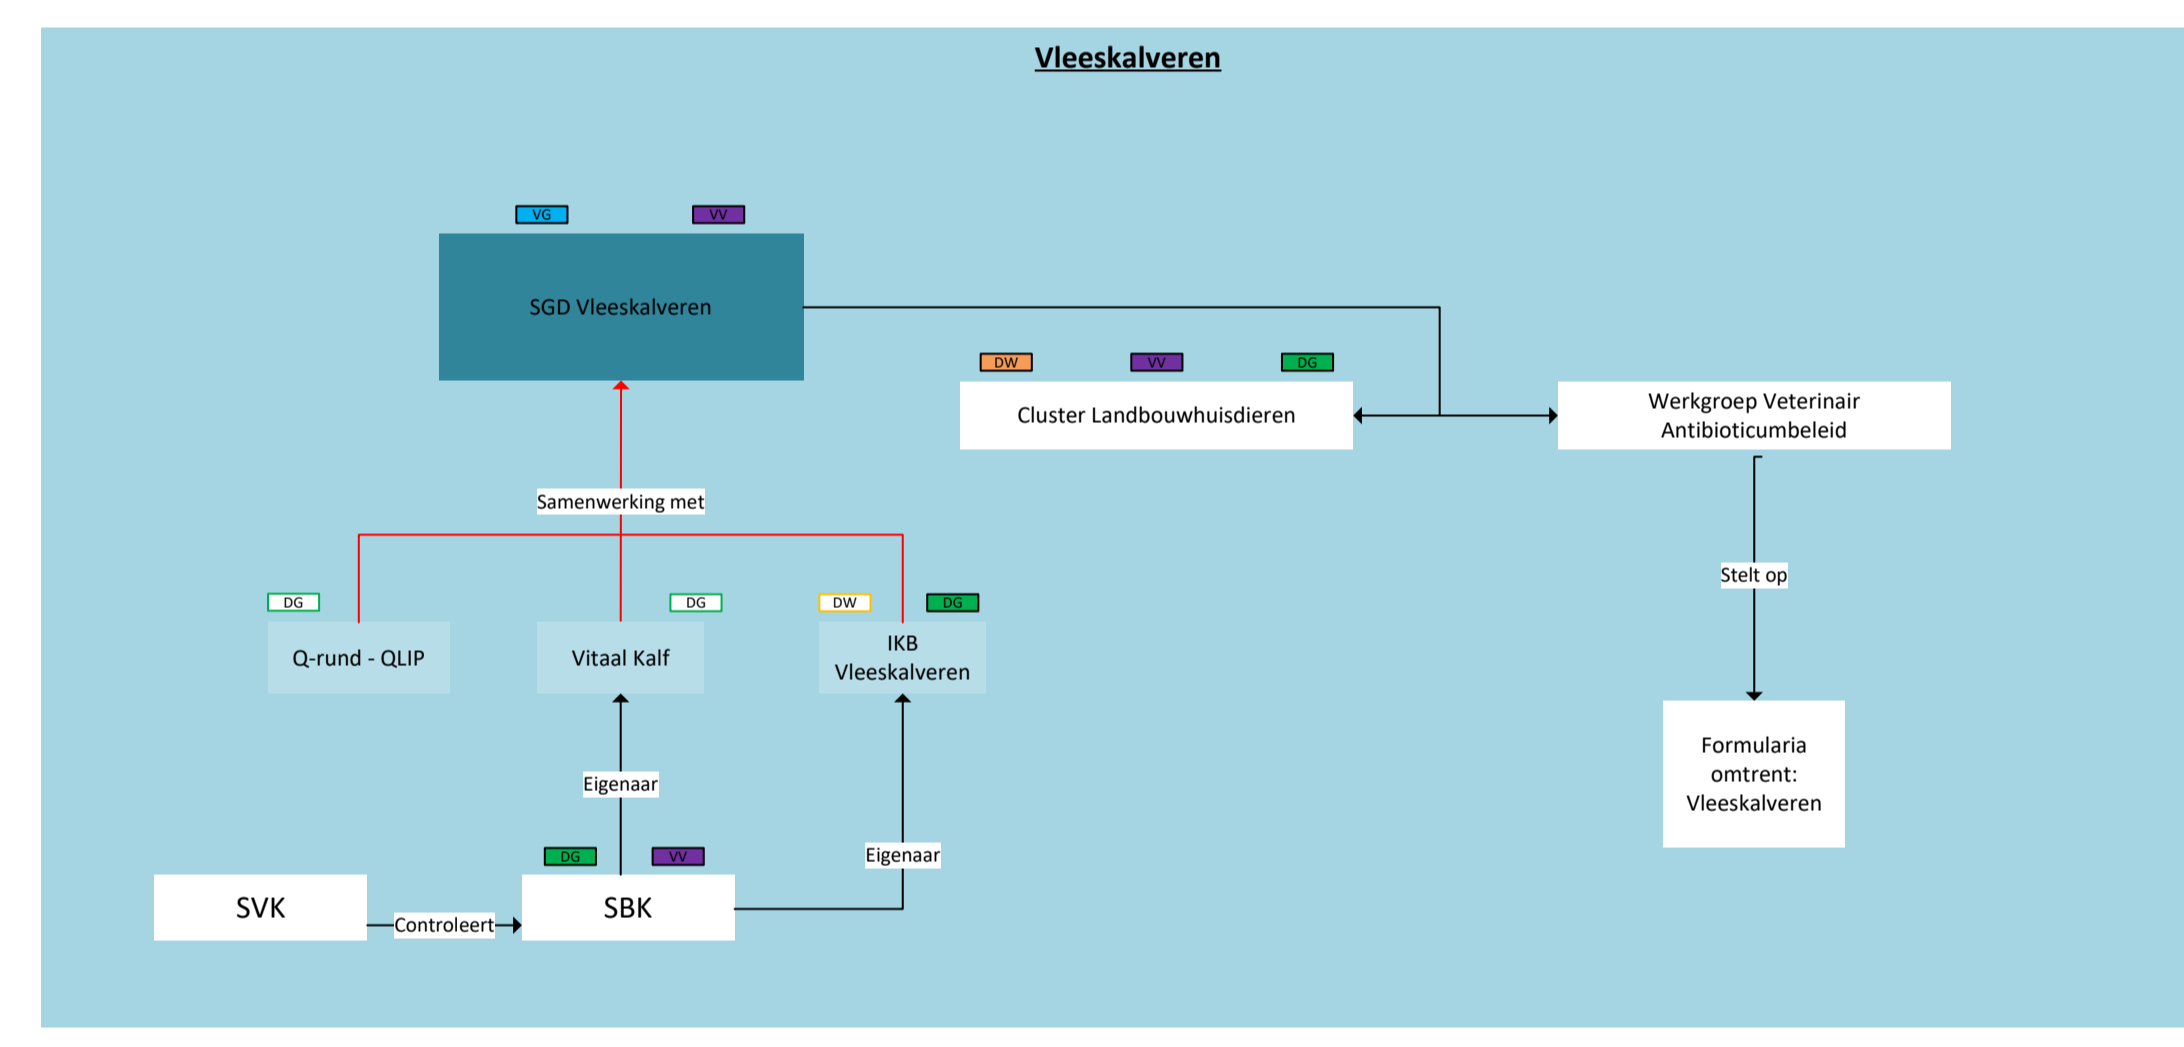 Vleeskalveren
VG
VV
SGD Vleeskalveren
DW
VV
DG
Cluster Landbouwhuisdieren
Werkgroep Veterinair
Antibioticumbeleid
Samenwerking met
Stelt op
DG
DG
DW
DG
Q-rund - QLIP
Vitaal Kalf
IKB
Vleeskalveren
Formularia
omtrent:
Vleeskalveren
Eigenaar
Eigenaar
DG
VV
SVK
Controleert
SBK